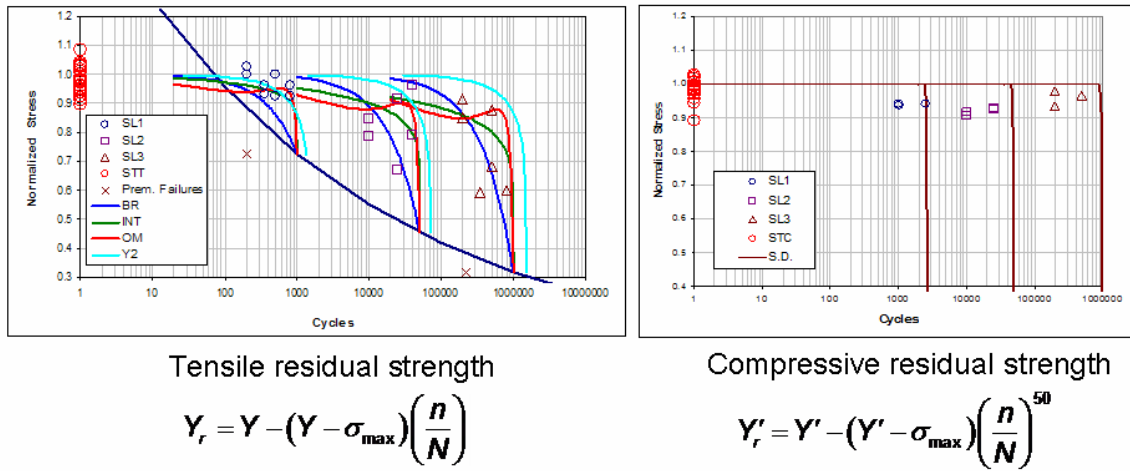 Normalized Stress
1.2
1.1
1.0
0.9
0.8
0.7
0.6
0.5
0.4
0.3
SL1
SL2
SL3
STT
Prem. Failures
BR
INT
OM
Y2
1 10 100 1000 10000 100000 1000000 10000000
Cycles
Tensile residual strength
Y_r = Y − (Y − σ_max)(n/N)
Normalized Stress
1.2
1.1
1.0
0.9
0.8
0.7
0.6
0.5
0.4
SL1
SL2
SL3
STC
S.D.
1 10 100 1000 10000 100000 1000000
Cycles
Compressive residual strength
Y′_r = Y′ − (Y′ − σ_max)(n/N)^50